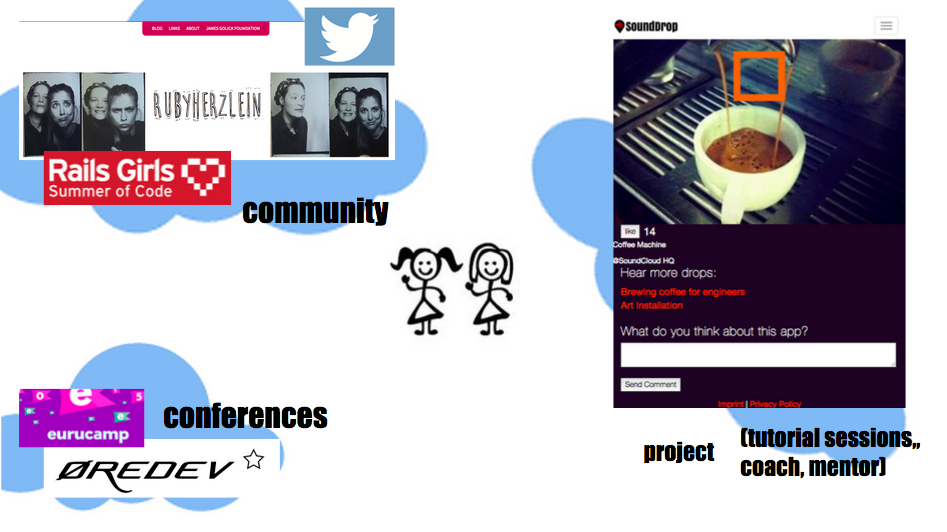 BLOG LINKS ABOUT JAMES GOLICK FOUNDATION
RUBYHERZLEIN
Rails Girls
Summer of Code
community
e
0 5
e
eurucamp
conferences
ØREDEV
SOUNDDROP
like 14
Coffee Machine
@SoundCloud HQ
Hear more drops:
Brewing coffee for engineers
Art Installation
What do you think about this app?
Send Comment
Imprint | Privacy Policy
project
(tutorial sessions,,
coach, mentor)